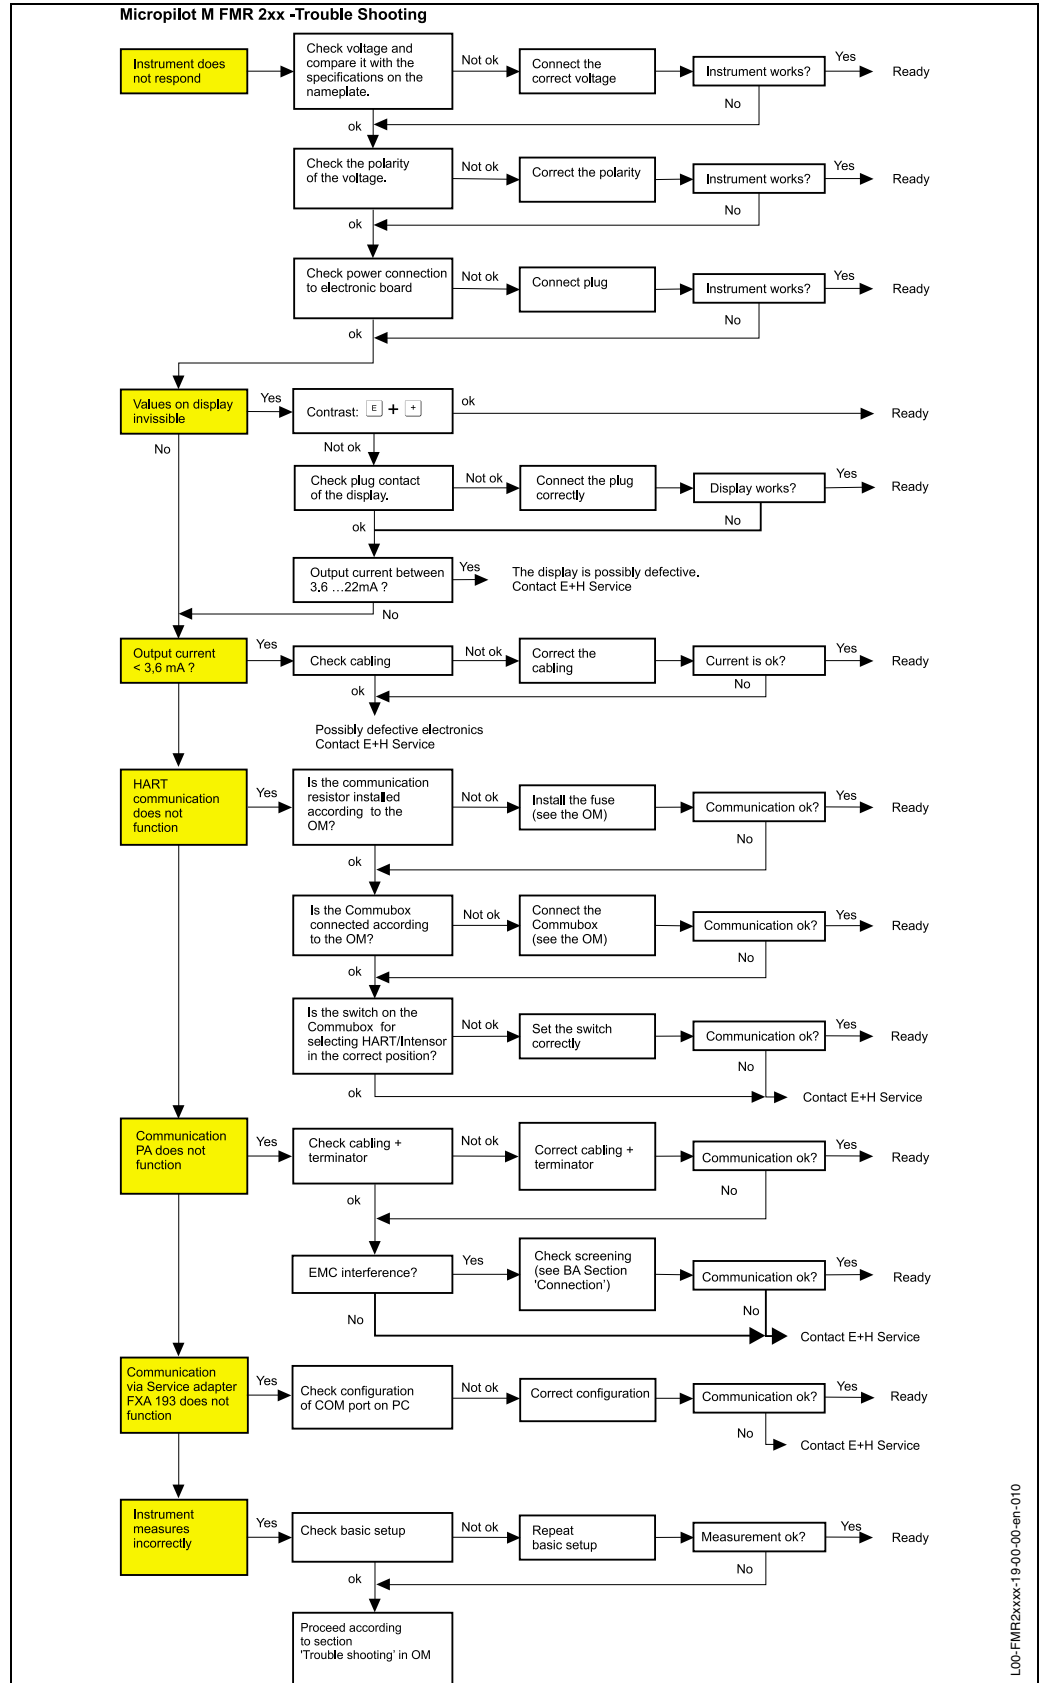 Micropilot M FMR 2xx -Trouble Shooting
Instrument does
not respond
Check voltage and
compare it with the
specifications on the
nameplate.
Not ok
Connect the
correct voltage
Instrument works?
Yes
Ready
No
ok
Check the polarity
of the voltage.
Not ok
Correct the polarity
Instrument works?
Yes
Ready
No
ok
Check power connection
to electronic board
Not ok
Connect plug
Instrument works?
Yes
Ready
No
ok
Values on display
invissible
Yes
Contrast: E + +
ok
Ready
No
Not ok
Check plug contact
of the display.
Not ok
Connect the plug
correctly
Display works?
Yes
Ready
No
ok
Output current between
3.6 ...22mA ?
Yes
The display is possibly defective.
Contact E+H Service
No
Output current
< 3,6 mA ?
Yes
Check cabling
Not ok
Correct the
cabling
Current is ok?
Yes
Ready
No
ok
Possibly defective electronics
Contact E+H Service
HART
communication
does not
function
Yes
Is the communication
resistor installed
according to the
OM?
Not ok
Install the fuse
(see the OM)
Communication ok?
Yes
Ready
No
ok
Is the Commubox
connected according
to the OM?
Not ok
Connect the
Commubox
(see the OM)
Communication ok?
Yes
Ready
No
ok
Is the switch on the
Commubox for
selecting HART/Intensor
in the correct position?
Not ok
Set the switch
correctly
Communication ok?
Yes
Ready
No
ok
Contact E+H Service
Communication
PA does not
function
Yes
Check cabling +
terminator
Not ok
Correct cabling +
terminator
Communication ok?
Yes
Ready
No
ok
EMC interference?
Yes
Check screening
(see BA Section
'Connection')
Communication ok?
Yes
Ready
No
No
Contact E+H Service
Communication
via Service adapter
FXA 193 does not
function
Yes
Check configuration
of COM port on PC
Not ok
Correct configuration
Communication ok?
Yes
Ready
No
Contact E+H Service
Instrument
measures
incorrectly
Yes
Check basic setup
Not ok
Repeat
basic setup
Measurement ok?
Yes
Ready
No
ok
Proceed according
to section
'Trouble shooting' in OM
L00-FMR2xxxx-19-00-00-en-010